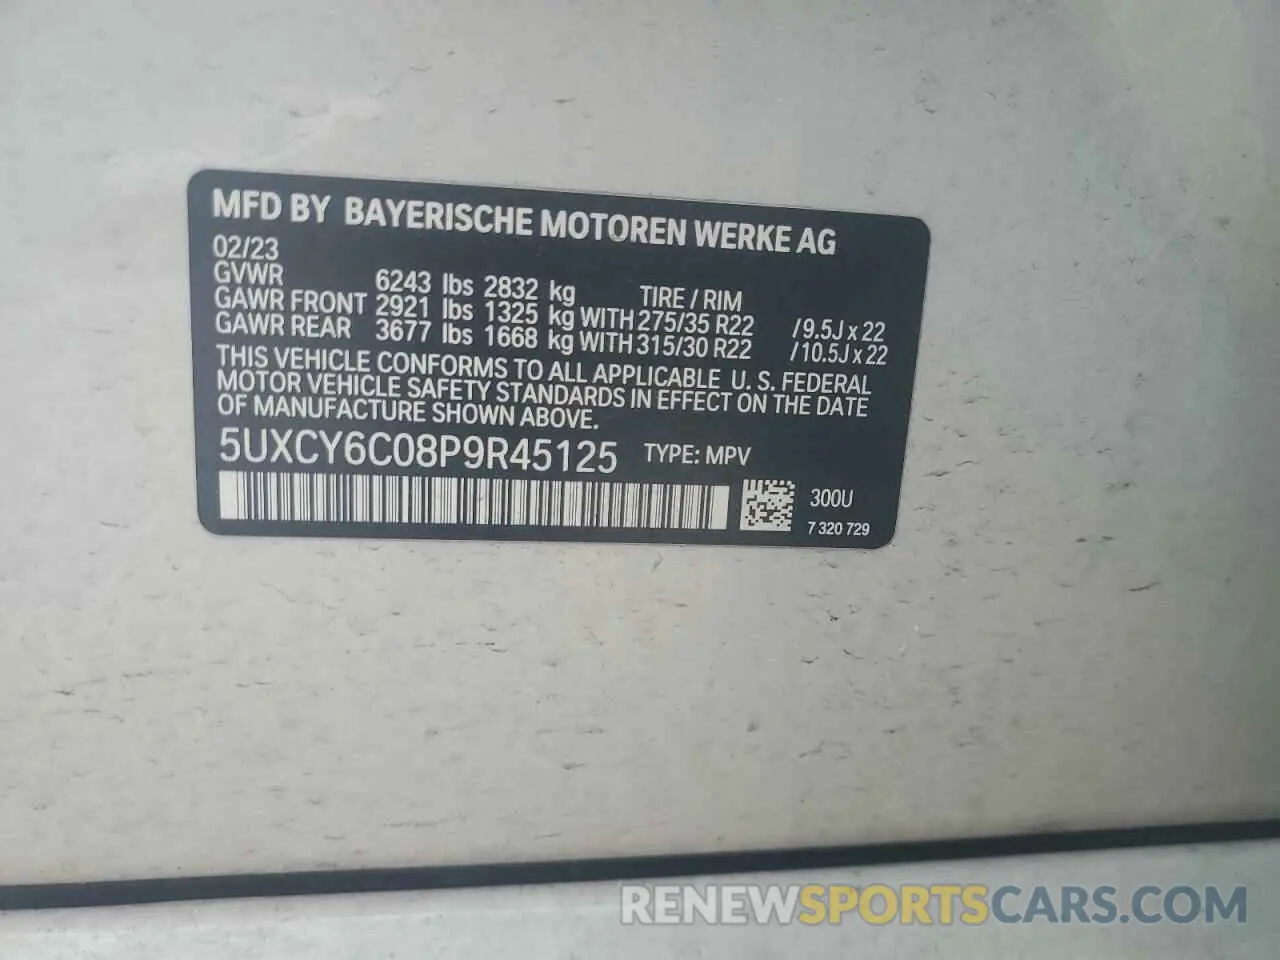 MFD BY BAYERISCHE MOTOREN WERKE AG
02/23
GVWR 6243 lbs 2832 kg TIRE / RIM
GAWR FRONT 2921 lbs 1325 kg WITH 275/35 R22 / 9.5J x 22
GAWR REAR 3677 lbs 1668 kg WITH 315/30 R22 / 10.5J x 22
THIS VEHICLE CONFORMS TO ALL APPLICABLE U. S. FEDERAL
MOTOR VEHICLE SAFETY STANDARDS IN EFFECT ON THE DATE
OF MANUFACTURE SHOWN ABOVE.
5UXCY6C08P9R45125 TYPE: MPV
300U
7 320 729
RENEWSPORTSCARS.COM